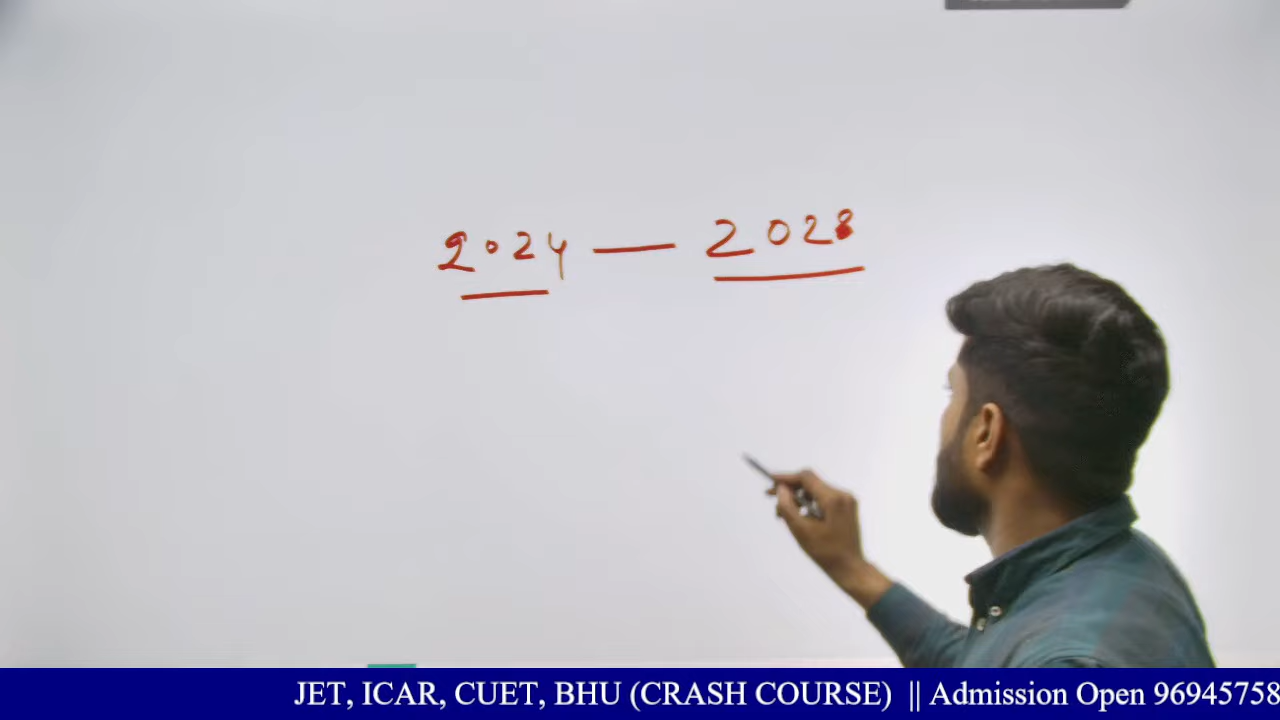 2024 — 2028
JET, ICAR, CUET, BHU (CRASH COURSE) || Admission Open 96945758